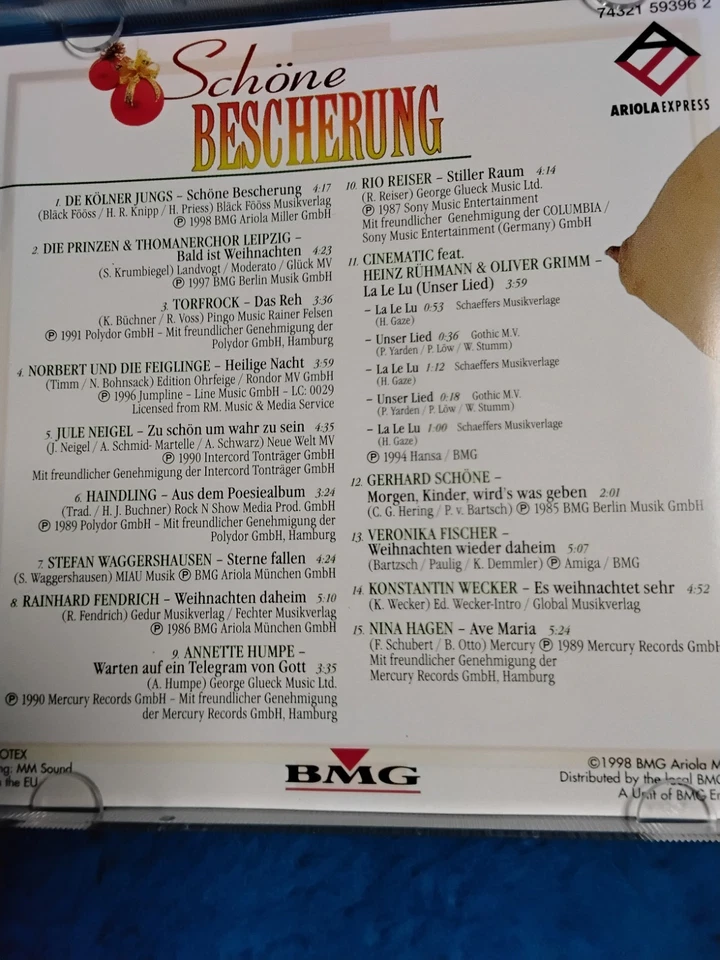 74321 59396 2
Schöne
BESCHERUNG
ARIOLA EXPRESS
1. DE KÖLNER JUNGS – Schöne Bescherung 4:17
(Bläck Fööss / H. R. Knipp / H. Priess) Bläck Fööss Musikverlag
℗ 1998 BMG Ariola Miller GmbH
2. DIE PRINZEN & THOMANERCHOR LEIPZIG –
Bald ist Weihnachten 4:23
(S. Krumbiegel) Landvogt / Moderato / Glück MV
℗ 1997 BMG Berlin Musik GmbH
3. TORFROCK – Das Reh 3:36
(K. Büchner / R. Voss) Pingo Music Rainer Felsen
℗ 1991 Polydor GmbH – Mit freundlicher Genehmigung der
Polydor GmbH, Hamburg
4. NORBERT UND DIE FEIGLINGE – Heilige Nacht 3:59
(Timm / N. Bohnsack) Edition Ohrfeige / Rondor MV GmbH
℗ 1996 Jumpline – Line Music GmbH – LC: 0029
Licensed from RM. Music & Media Service
5. JULE NEIGEL – Zu schön um wahr zu sein 4:35
(J. Neigel / A. Schmid- Martelle / A. Schwarz) Neue Welt MV
℗ 1990 Intercord Tonträger GmbH
Mit freundlicher Genehmigung der Intercord Tonträger GmbH
6. HAINDLING – Aus dem Poesiealbum 3:24
(Trad. / H. J. Buchner) Rock N Show Media Prod. GmbH
℗ 1989 Polydor GmbH – Mit freundlicher Genehmigung der
Polydor GmbH, Hamburg
7. STEFAN WAGGERSHAUSEN – Sterne fallen 4:24
(S. Waggershausen) MIAU Musik ℗ BMG Ariola München GmbH
8. RAINHARD FENDRICH – Weihnachten daheim 5:10
(R. Fendrich) Gedur Musikverlag / Fechter Musikverlag
℗ 1986 BMG Ariola München GmbH
9. ANNETTE HUMPE –
Warten auf ein Telegram von Gott 3:35
(A. Humpe) George Glueck Music Ltd.
℗ 1990 Mercury Records GmbH – Mit freundlicher Genehmigung
der Mercury Records GmbH, Hamburg
10. RIO REISER – Stiller Raum 4:14
(R. Reiser) George Glueck Music Ltd.
℗ 1987 Sony Music Entertainment
Mit freundlicher Genehmigung der COLUMBIA /
Sony Music Entertainment (Germany) GmbH
11. CINEMATIC feat.
HEINZ RÜHMANN & OLIVER GRIMM –
La Le Lu (Unser Lied) 3:59
– La Le Lu 0:53 Schaeffers Musikverlage
(H. Gaze)
– Unser Lied 0:36 Gothic M.V.
(P. Yarden / P. Löw / W. Stumm)
– La Le Lu 1:12 Schaeffers Musikverlage
(H. Gaze)
– Unser Lied 0:18 Gothic M.V.
(P. Yarden / P. Löw / W. Stumm)
– La Le Lu 1:00 Schaeffers Musikverlage
(H. Gaze)
℗ 1994 Hansa / BMG
12. GERHARD SCHÖNE –
Morgen, Kinder, wird's was geben 2:01
(C. G. Hering / P. v. Bartsch) ℗ 1985 BMG Berlin Musik GmbH
13. VERONIKA FISCHER –
Weihnachten wieder daheim 5:07
(Bartzsch / Paulig / K. Demmler) ℗ Amiga / BMG
14. KONSTANTIN WECKER – Es weihnachtet sehr 4:52
(K. Wecker) Ed. Wecker-Intro / Global Musikverlag
15. NINA HAGEN – Ave Maria 5:24
(F. Schubert / B. Otto) Mercury ℗ 1989 Mercury Records GmbH
Mit freundlicher Genehmigung der
Mercury Records GmbH, Hamburg
OTEX
ng: MM Sound
n the EU
BMG
©1998 BMG Ariola M
Distributed by the local BMG
A Unit of BMG En